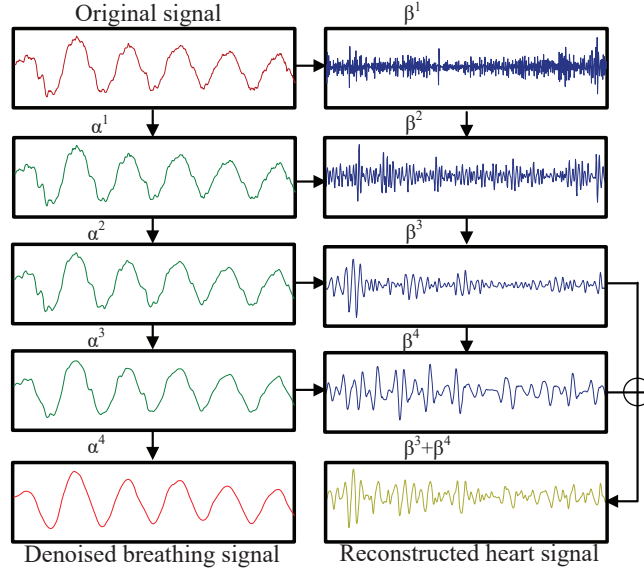 Original signal
β¹
α¹
β²
α²
β³
α³
β⁴
α⁴
β³+β⁴
Denoised breathing signal
Reconstructed heart signal